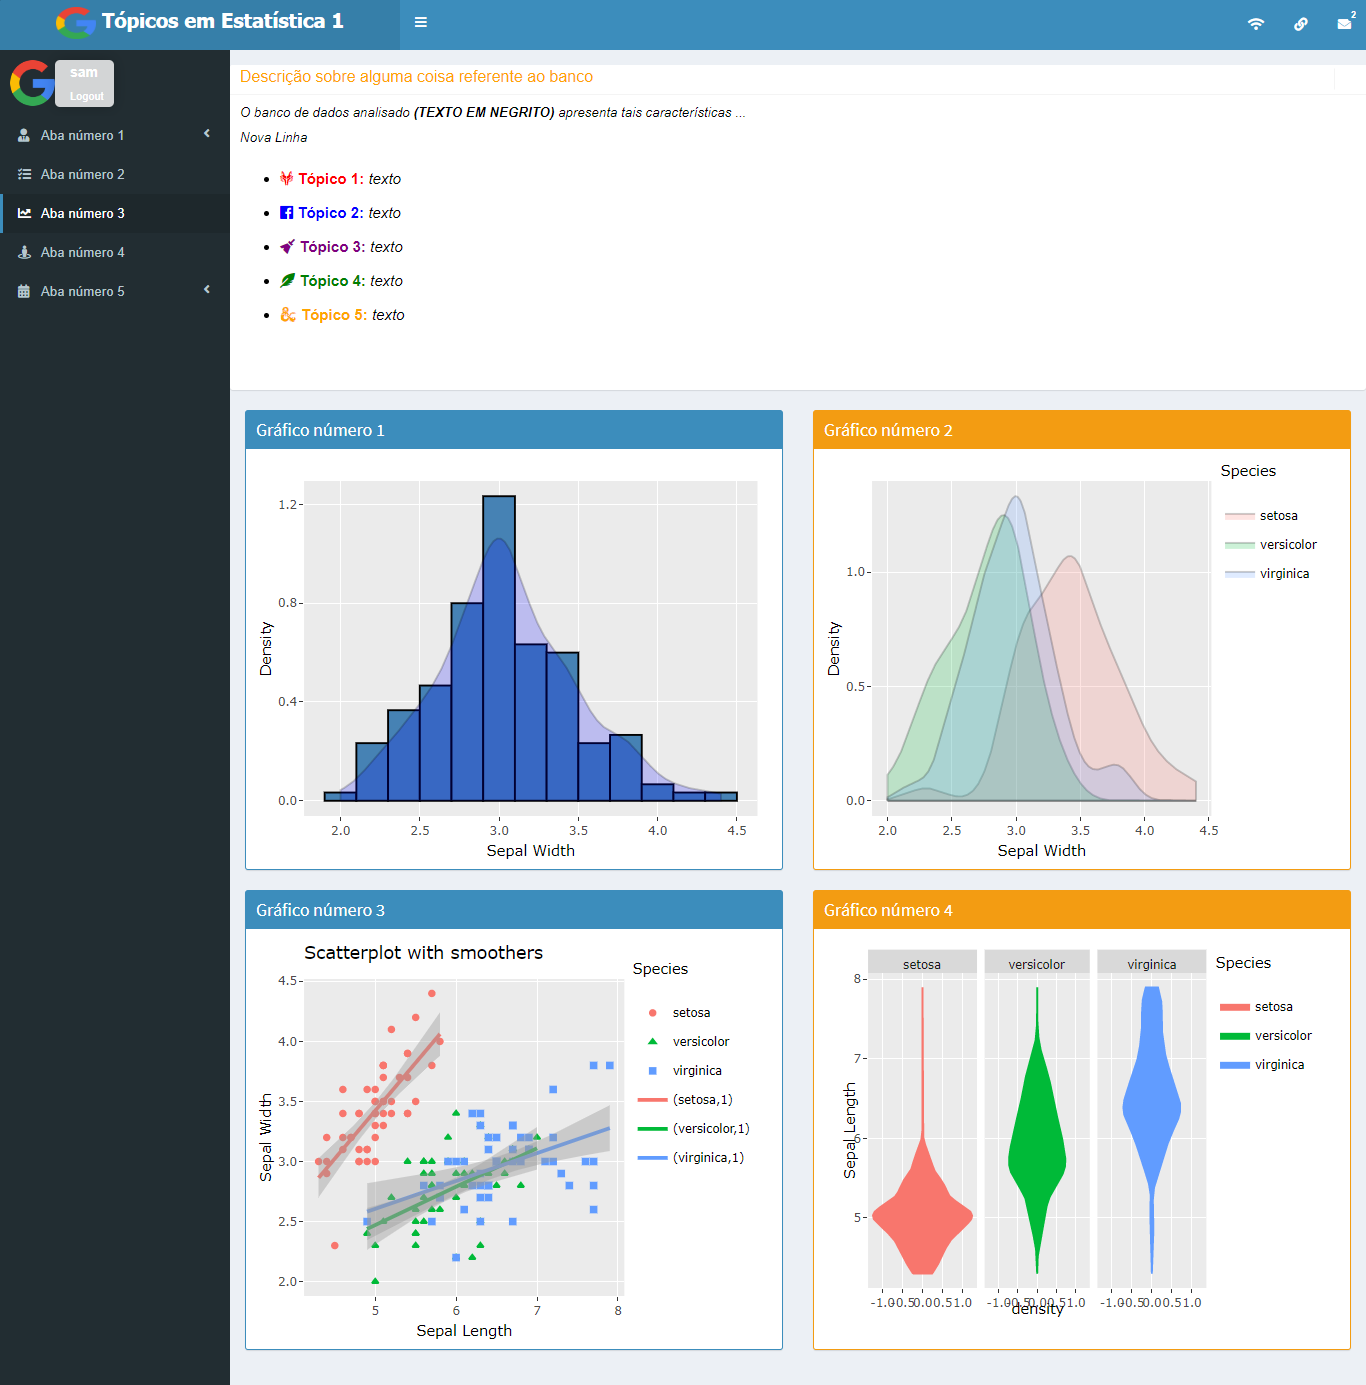 Tópicos em Estatística 1
2
sam
Logout
Aba número 1
Aba número 2
Aba número 3
Aba número 4
Aba número 5
Descrição sobre alguma coisa referente ao banco
O banco de dados analisado (TEXTO EM NEGRITO) apresenta tais características ...
Nova Linha
Tópico 1: texto
Tópico 2: texto
Tópico 3: texto
Tópico 4: texto
Tópico 5: texto
Gráfico número 1
1.2
0.8
0.4
0.0
Density
2.0 2.5 3.0 3.5 4.0 4.5
Sepal Width
Gráfico número 2
Species
setosa
versicolor
virginica
1.0
0.5
0.0
Density
2.0 2.5 3.0 3.5 4.0 4.5
Sepal Width
Gráfico número 3
Scatterplot with smoothers
Species
setosa
versicolor
virginica
(setosa,1)
(versicolor,1)
(virginica,1)
4.5
4.0
3.5
3.0
2.5
2.0
Sepal Width
5 6 7 8
Sepal Length
Gráfico número 4
setosa versicolor virginica
Species
setosa
versicolor
virginica
8
7
6
5
Sepal Length
-1.0-0.50.00.51.0 -1.0-0.50.00.51.0 -1.0-0.50.00.51.0
density